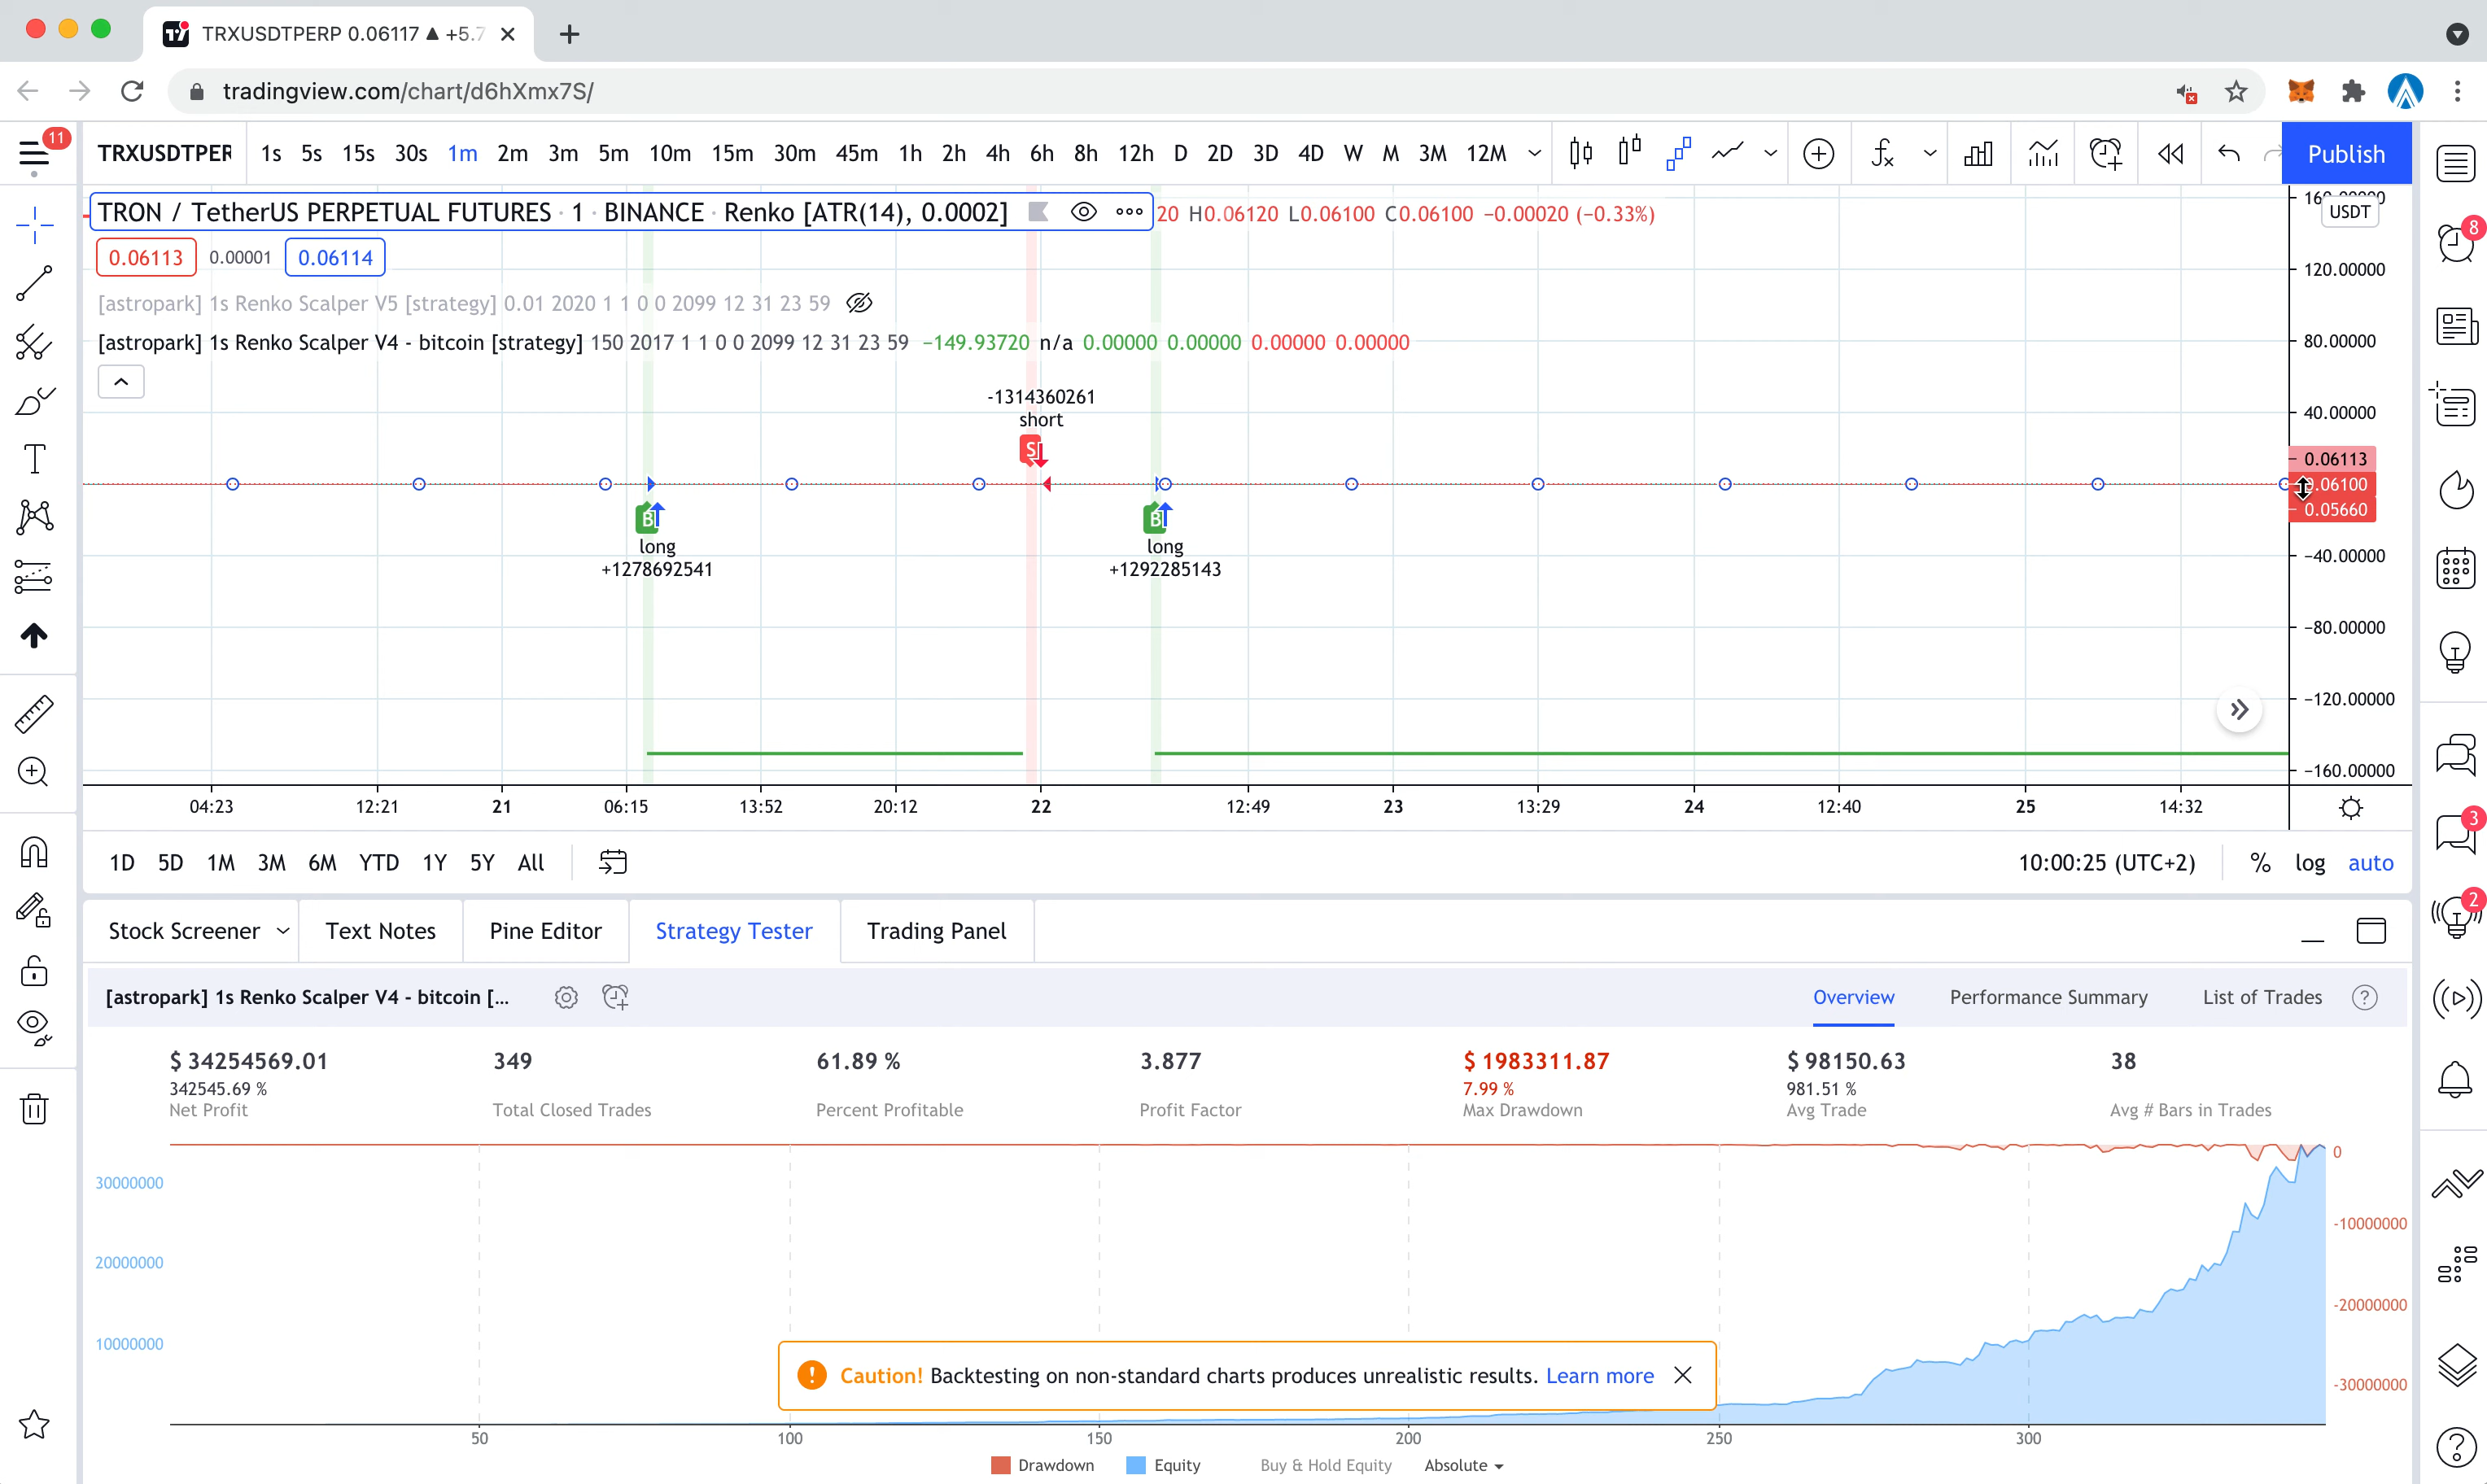 TRXUSDTPERP 0.06117 ▲ +5.7
tradingview.com/chart/d6hXmx7S/
11
TRXUSDTPER 1s 5s 15s 30s 1m 2m 3m 5m 10m 15m 30m 45m 1h 2h 4h 6h 8h 12h D 2D 3D 4D W M 3M 12M Publish
TRON / TetherUS PERPETUAL FUTURES · 1 · BINANCE · Renko [ATR(14), 0.0002] 20 H0.06120 L0.06100 C0.06100 −0.00020 (−0.33%)
USDT
0.06113 0.00001 0.06114
[astropark] 1s Renko Scalper V5 [strategy] 0.01 2020 1 1 0 0 2099 12 31 23 59
[astropark] 1s Renko Scalper V4 - bitcoin [strategy] 150 2017 1 1 0 0 2099 12 31 23 59 −149.93720 n/a 0.00000 0.00000 0.00000 0.00000
120.00000
80.00000
40.00000
0.06113
0.06100
0.05660
−40.00000
−80.00000
−120.00000
−160.00000
-1314360261
short
S
B
long
+1278692541
B
long
+1292285143
04:23 12:21 21 06:15 13:52 20:12 22 12:49 23 13:29 24 12:40 25 14:32
1D 5D 1M 3M 6M YTD 1Y 5Y All 10:00:25 (UTC+2) % log auto
8
3
2
Stock Screener Text Notes Pine Editor Strategy Tester Trading Panel
[astropark] 1s Renko Scalper V4 - bitcoin [... Overview Performance Summary List of Trades
$ 34254569.01 349 61.89 % 3.877 $ 1983311.87 $ 98150.63 38
342545.69 % 7.99 % 981.51 %
Net Profit Total Closed Trades Percent Profitable Profit Factor Max Drawdown Avg Trade Avg # Bars in Trades
30000000
20000000
10000000
0
-10000000
-20000000
-30000000
Caution! Backtesting on non-standard charts produces unrealistic results. Learn more
50 100 150 200 250 300
Drawdown Equity Buy & Hold Equity Absolute